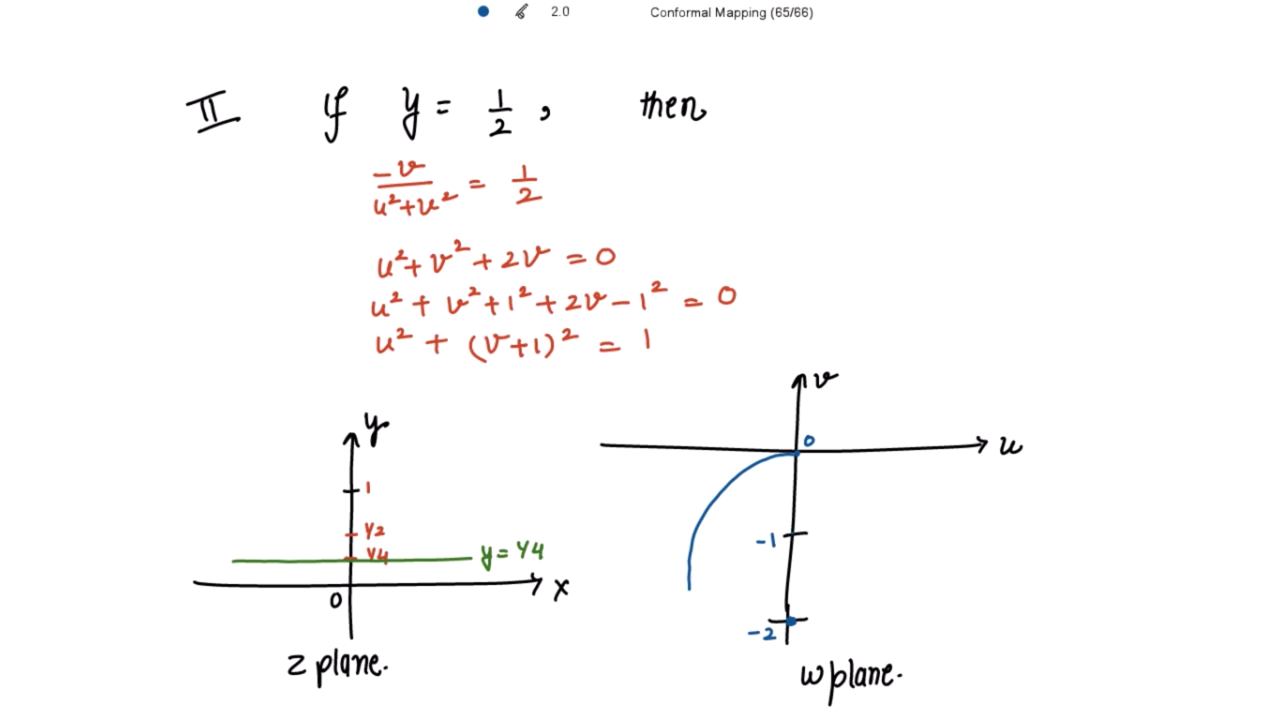 2.0 Conformal Mapping (65/66)
II If y = 1/2, then
-v/(u²+v²) = 1/2
u²+v²+2v=0
u²+v²+1²+2v-1²=0
u²+(v+1)²=1
y
1
1/2
1/4
y=1/4
0
x
z plane.
v
0
u
-1
-2
w plane.